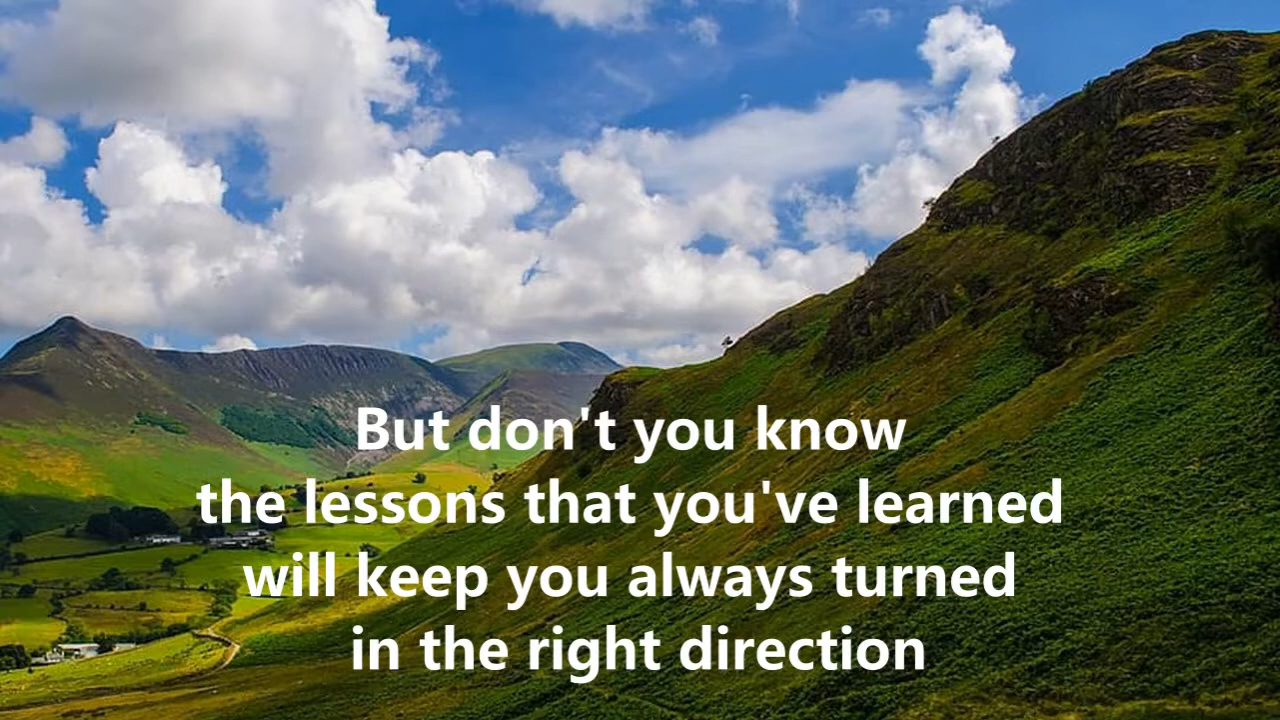 But don't you know
the lessons that you've learned
will keep you always turned
in the right direction